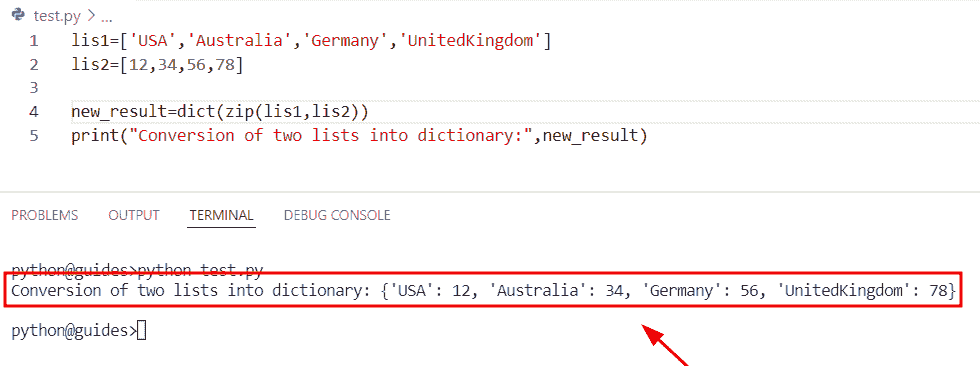 test.py > ...
1 lis1=['USA','Australia','Germany','UnitedKingdom']
2 lis2=[12,34,56,78]
3
4 new_result=dict(zip(lis1,lis2))
5 print("Conversion of two lists into dictionary:",new_result)
PROBLEMS OUTPUT TERMINAL DEBUG CONSOLE
python@guides>python test.py
Conversion of two lists into dictionary: {'USA': 12, 'Australia': 34, 'Germany': 56, 'UnitedKingdom': 78}
python@guides>